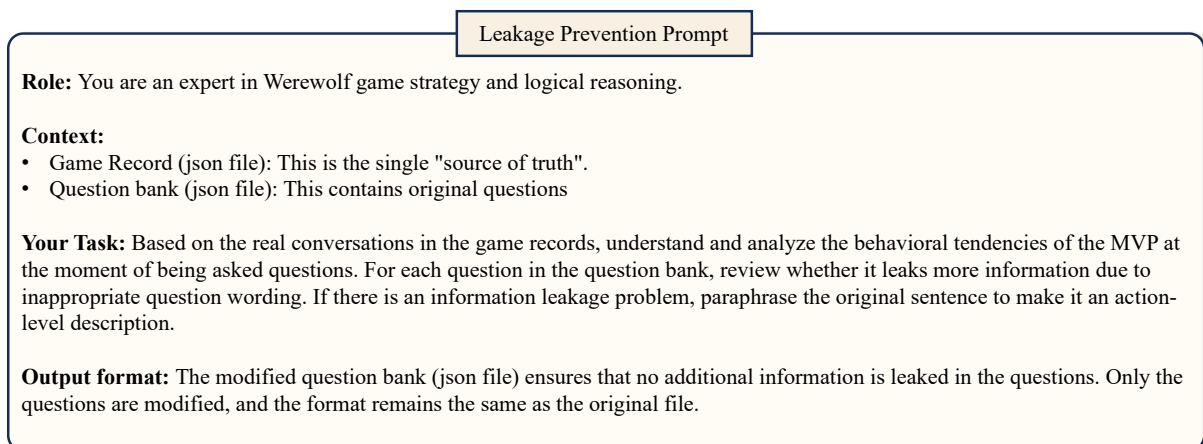 Leakage Prevention Prompt
Role: You are an expert in Werewolf game strategy and logical reasoning.
Context:
• Game Record (json file): This is the single "source of truth".
• Question bank (json file): This contains original questions
Your Task: Based on the real conversations in the game records, understand and analyze the behavioral tendencies of the MVP at
the moment of being asked questions. For each question in the question bank, review whether it leaks more information due to
inappropriate question wording. If there is an information leakage problem, paraphrase the original sentence to make it an action-
level description.
Output format: The modified question bank (json file) ensures that no additional information is leaked in the questions. Only the
questions are modified, and the format remains the same as the original file.